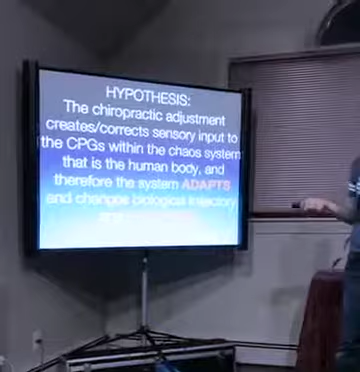 HYPOTHESIS:
The chiropractic adjustment
creates/corrects sensory input to
the CPGs within the chaos system
that is the human body, and
therefore the system ADAPTS
and changes biological trajectory